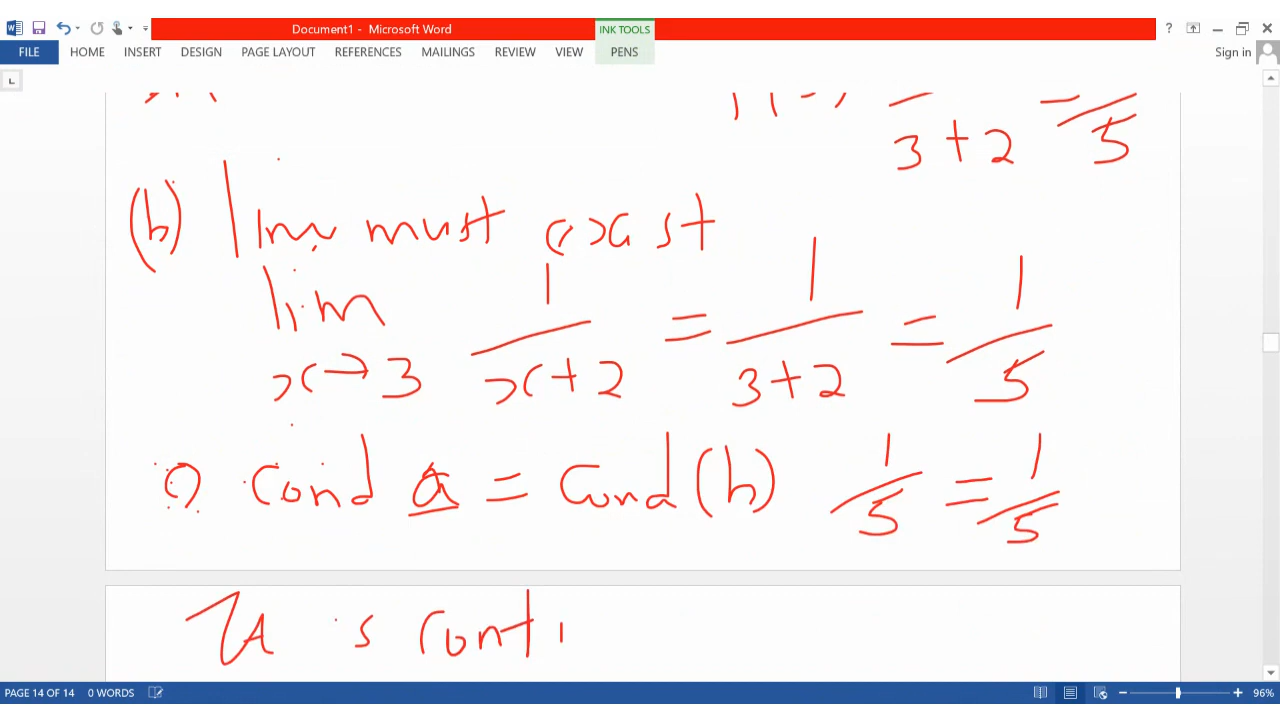 Document1 - Microsoft Word
INK TOOLS
?
FILE HOME INSERT DESIGN PAGE LAYOUT REFERENCES MAILINGS REVIEW VIEW PENS
Sign in
3 + 2 = 5
(b) lim must exist
lim x→3 1/(x+2) = 1/(3+2) = 1/5
cond a = cond (b) 1/5 = 1/5
is conti
PAGE 14 OF 14 0 WORDS
96%